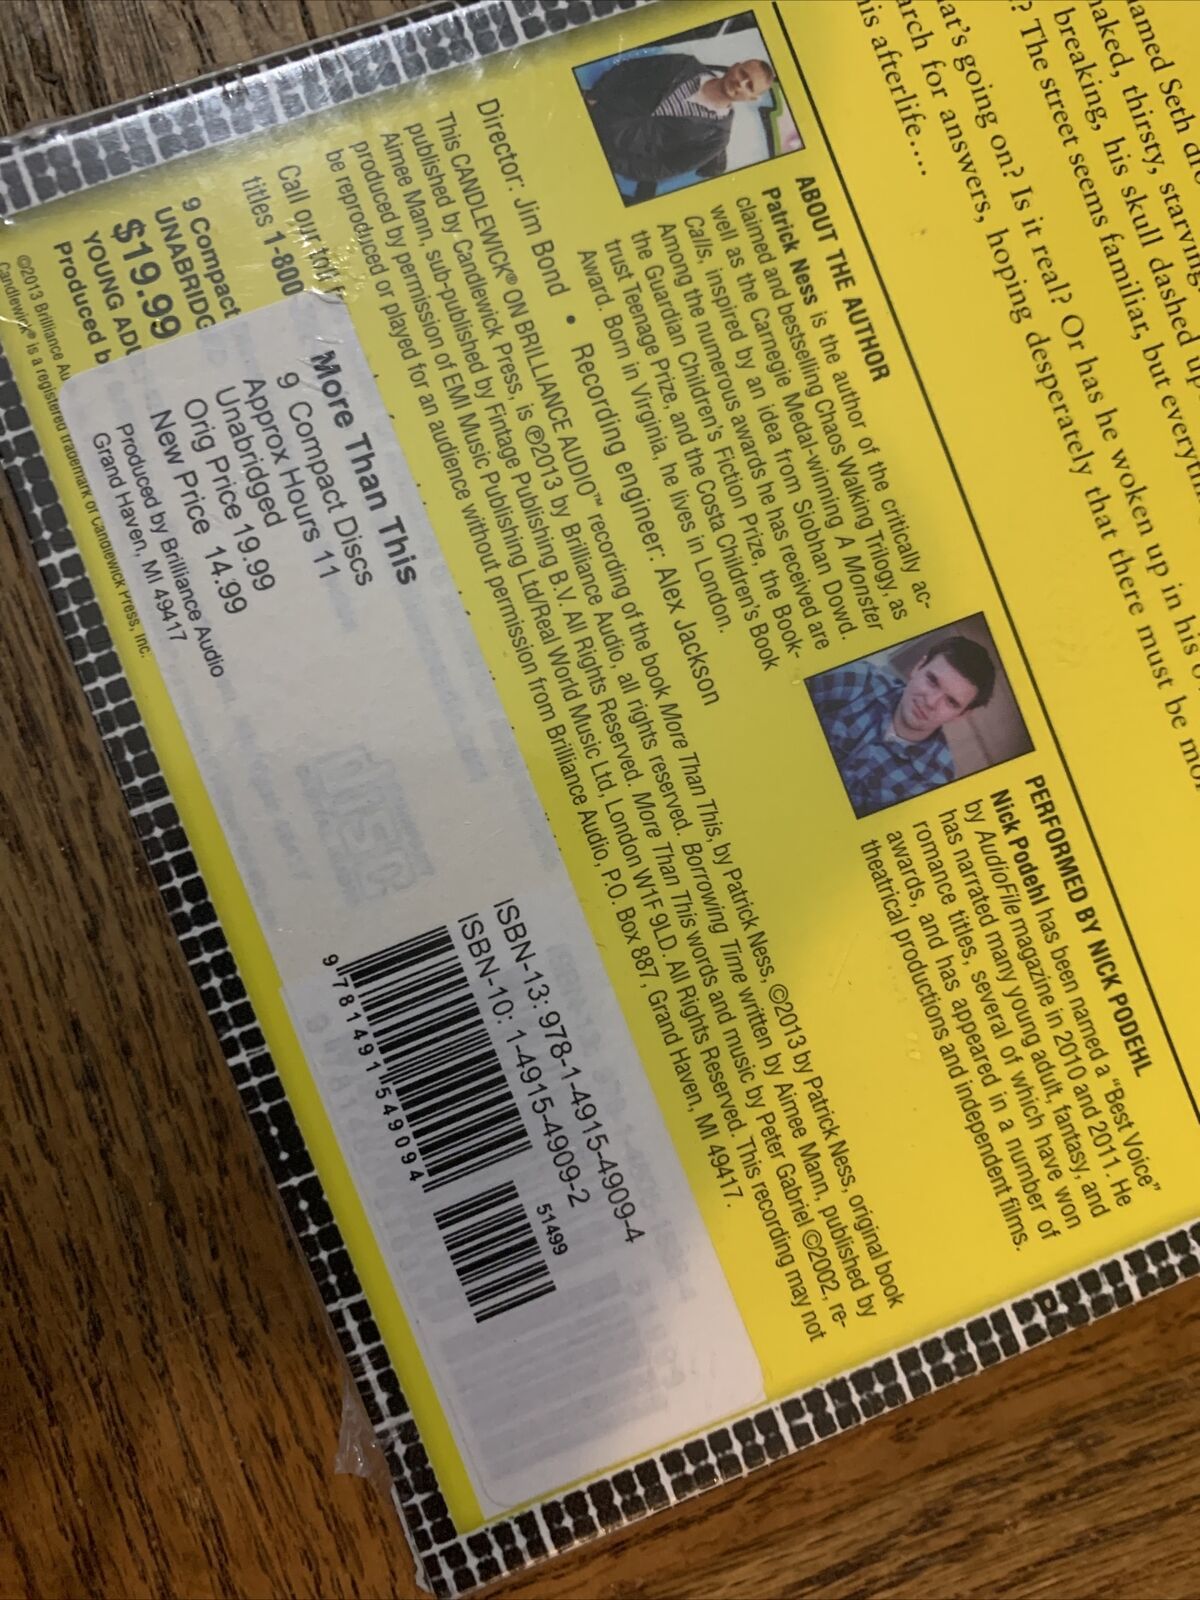 amed Seth
aked, thirsty, starving.
breaking, his skull dashed up
? The street seems familiar, but everyth
at's going on? Is it real? Or has he woken up in his
arch for answers, hoping desperately that there must be mo
is afterlife....
ABOUT THE AUTHOR
Patrick Ness is the author of the critically ac-
claimed and bestselling Chaos Walking Trilogy, as
well as the Carnegie Medal-winning A Monster
Calls, inspired by an idea from Siobhan Dowd.
Among the numerous awards he has received are
the Guardian Children's Fiction Prize, the Book-
trust Teenage Prize, and the Costa Children's Book
Award. Born in Virginia, he lives in London.
PERFORMED BY NICK PODEHL
Nick Podehl has been named a "Best Voice"
by AudioFile magazine in 2010 and 2011. He
has narrated many young adult, fantasy, and
romance titles, several of which have won
awards, and has appeared in a number of
theatrical productions and independent films.
Director: Jim Bond • Recording engineer: Alex Jackson
This CANDLEWICK® ON BRILLIANCE AUDIO™ recording of the book More Than This, by Patrick Ness, ©2013 by Patrick Ness, original book
published by Candlewick Press, is ℗2013 by Brilliance Audio, all rights reserved. Borrowing Time written by Aimee Mann, published by
Aimee Mann, sub-published by Fintage Publishing B.V. All Rights Reserved. More Than This words and music by Peter Gabriel ©2002, re-
produced by permission of EMI Music Publishing Ltd/Real World Music Ltd, London W1F 9LD. All Rights Reserved. This recording may not
be reproduced or played for an audience without permission from Brilliance Audio, P.O. Box 887, Grand Haven, MI 49417.
Call our
titles 1-800
9 Compact
UNABRIDG
$19.99
YOUNG ADU
Produced b
©2013 Brilliance Au
Candlewick® is a registered trademark of Candlewick Press, Inc.
More Than This
9 Compact Discs
Approx Hours 11
Unabridged
Orig Price 19.99
New Price 14.99
Produced by Brilliance Audio
Grand Haven, MI 49417
disc
ISBN-13: 978-1-4915-4909-4
ISBN-10: 1-4915-4909-2
51499
9 781491 549094